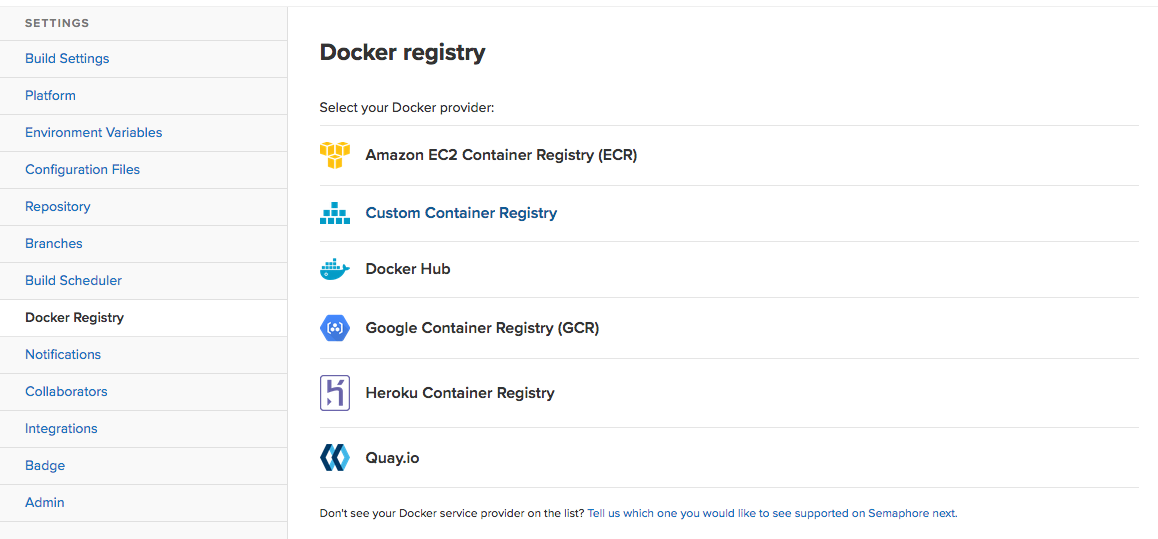 SETTINGS
Build Settings
Platform
Environment Variables
Configuration Files
Repository
Branches
Build Scheduler
Docker Registry
Notifications
Collaborators
Integrations
Badge
Admin
Docker registry
Select your Docker provider:
Amazon EC2 Container Registry (ECR)
Custom Container Registry
Docker Hub
Google Container Registry (GCR)
Heroku Container Registry
Quay.io
Don't see your Docker service provider on the list? Tell us which one you would like to see supported on Semaphore next.